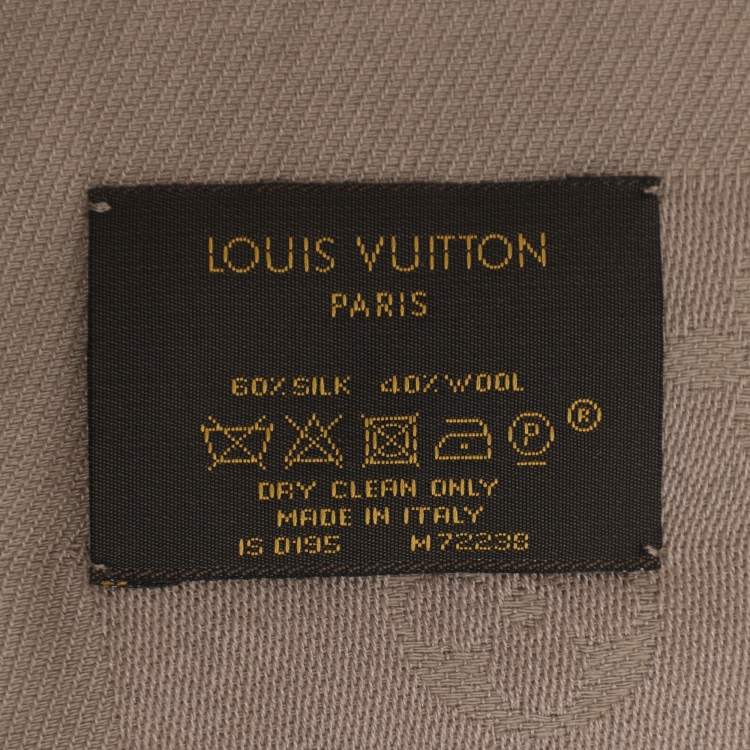 LOUIS VUITTON
PARIS
60% SILK 40% WOOL
P ®
DRY CLEAN ONLY
MADE IN ITALY
IS 0195 M72238